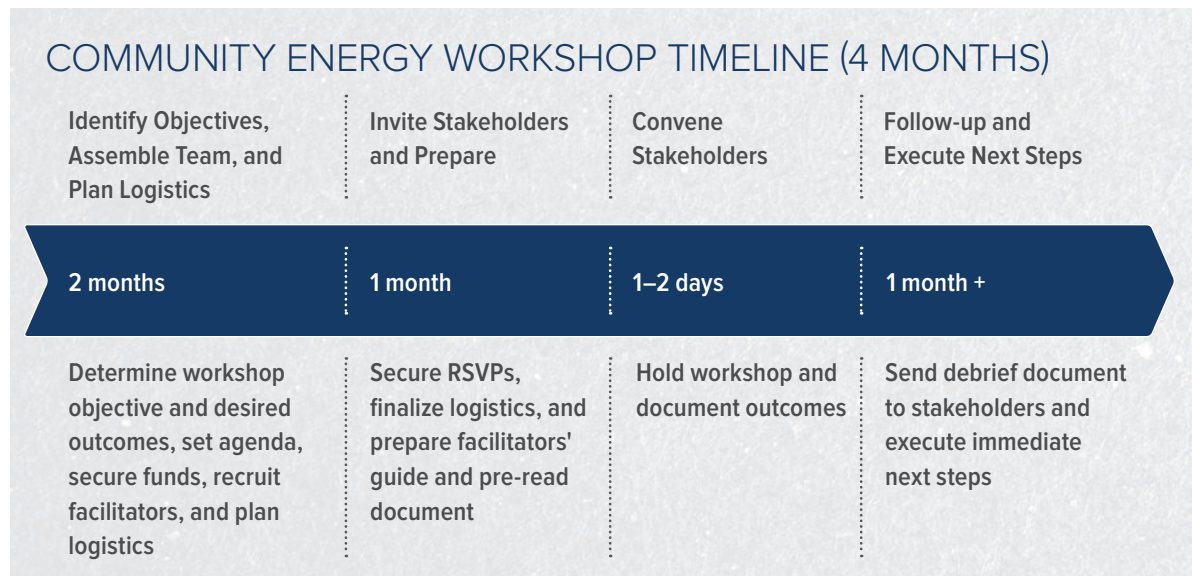 COMMUNITY ENERGY WORKSHOP TIMELINE (4 MONTHS)
Identify Objectives,
Assemble Team, and
Plan Logistics
Invite Stakeholders
and Prepare
Convene
Stakeholders
Follow-up and
Execute Next Steps
2 months
1 month
1–2 days
1 month +
Determine workshop
objective and desired
outcomes, set agenda,
secure funds, recruit
facilitators, and plan
logistics
Secure RSVPs,
finalize logistics, and
prepare facilitators'
guide and pre-read
document
Hold workshop and
document outcomes
Send debrief document
to stakeholders and
execute immediate
next steps